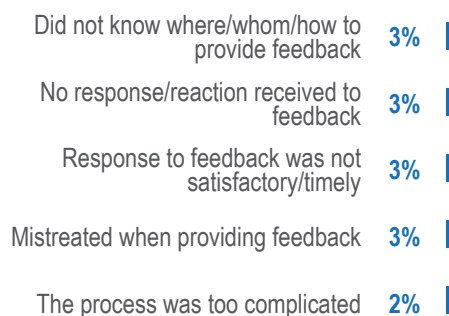 Did not know where/whom/how to
provide feedback 3%
No response/reaction received to
feedback 3%
Response to feedback was not
satisfactory/timely 3%
Mistreated when providing feedback 3%
The process was too complicated 2%